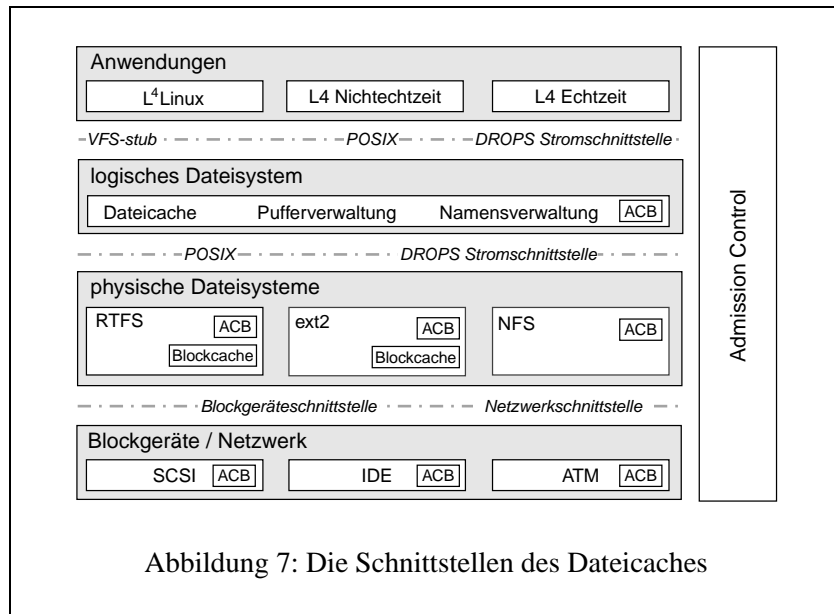 Anwendungen
L⁴Linux L4 Nichtechtzeit L4 Echtzeit
VFS-stub POSIX DROPS Stromschnittstelle
logisches Dateisystem
Dateicache Pufferverwaltung Namensverwaltung ACB
POSIX DROPS Stromschnittstelle
physische Dateisysteme
RTFS ACB ext2 ACB NFS ACB
Blockcache Blockcache
Blockgeräteschnittstelle Netzwerkschnittstelle
Blockgeräte / Netzwerk
SCSI ACB IDE ACB ATM ACB
Admission Control
Abbildung 7: Die Schnittstellen des Dateicaches